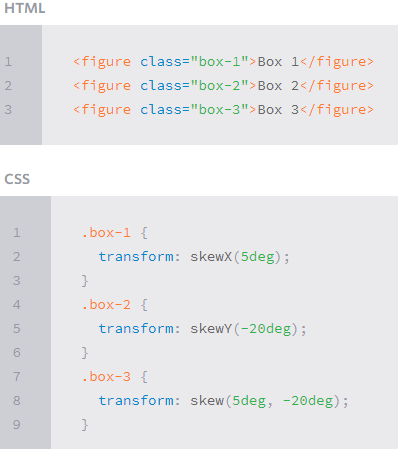 HTML
1 <figure class="box-1">Box 1</figure>
2 <figure class="box-2">Box 2</figure>
3 <figure class="box-3">Box 3</figure>
CSS
1 .box-1 {
2   transform: skewX(5deg);
3 }
4 .box-2 {
5   transform: skewY(-20deg);
6 }
7 .box-3 {
8   transform: skew(5deg, -20deg);
9 }